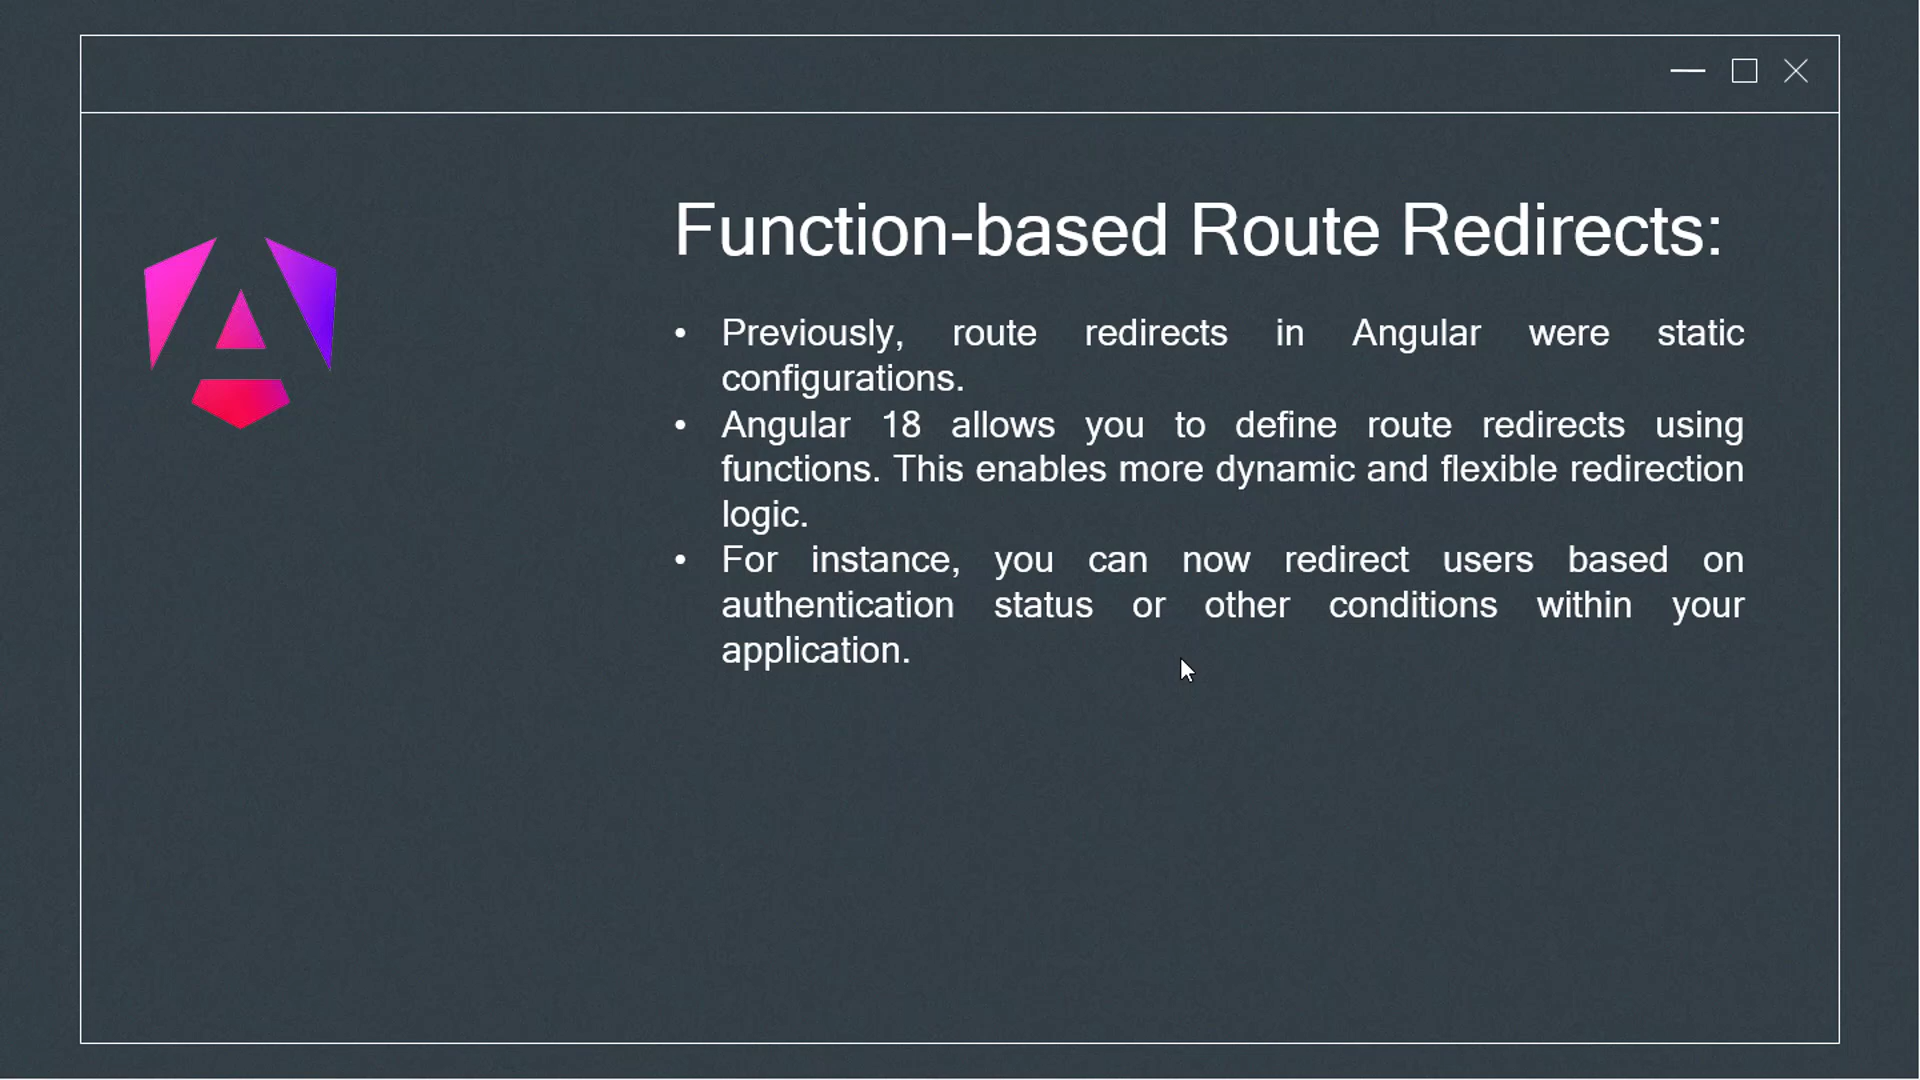 Function-based Route Redirects:
• Previously, route redirects in Angular were static
configurations.
• Angular 18 allows you to define route redirects using
functions. This enables more dynamic and flexible redirection
logic.
• For instance, you can now redirect users based on
authentication status or other conditions within your
application.